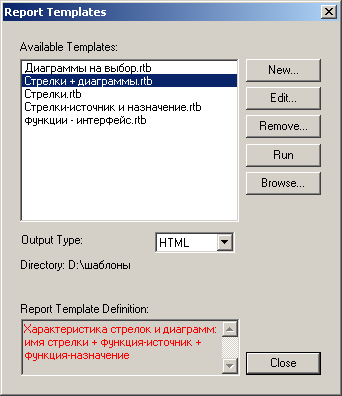 Report Templates
Available Templates:
Диаграммы на выбор.rtb
Стрелки + диаграммы.rtb
Стрелки.rtb
Стрелки-источник и назначение.rtb
Функции - интерфейс.rtb
New...
Edit...
Remove...
Run
Browse...
Output Type:
HTML
Directory: D:\шаблоны
Report Template Definition:
Характеристика стрелок и диаграмм:
имя стрелки + функция-источник +
функция-назначение
Close